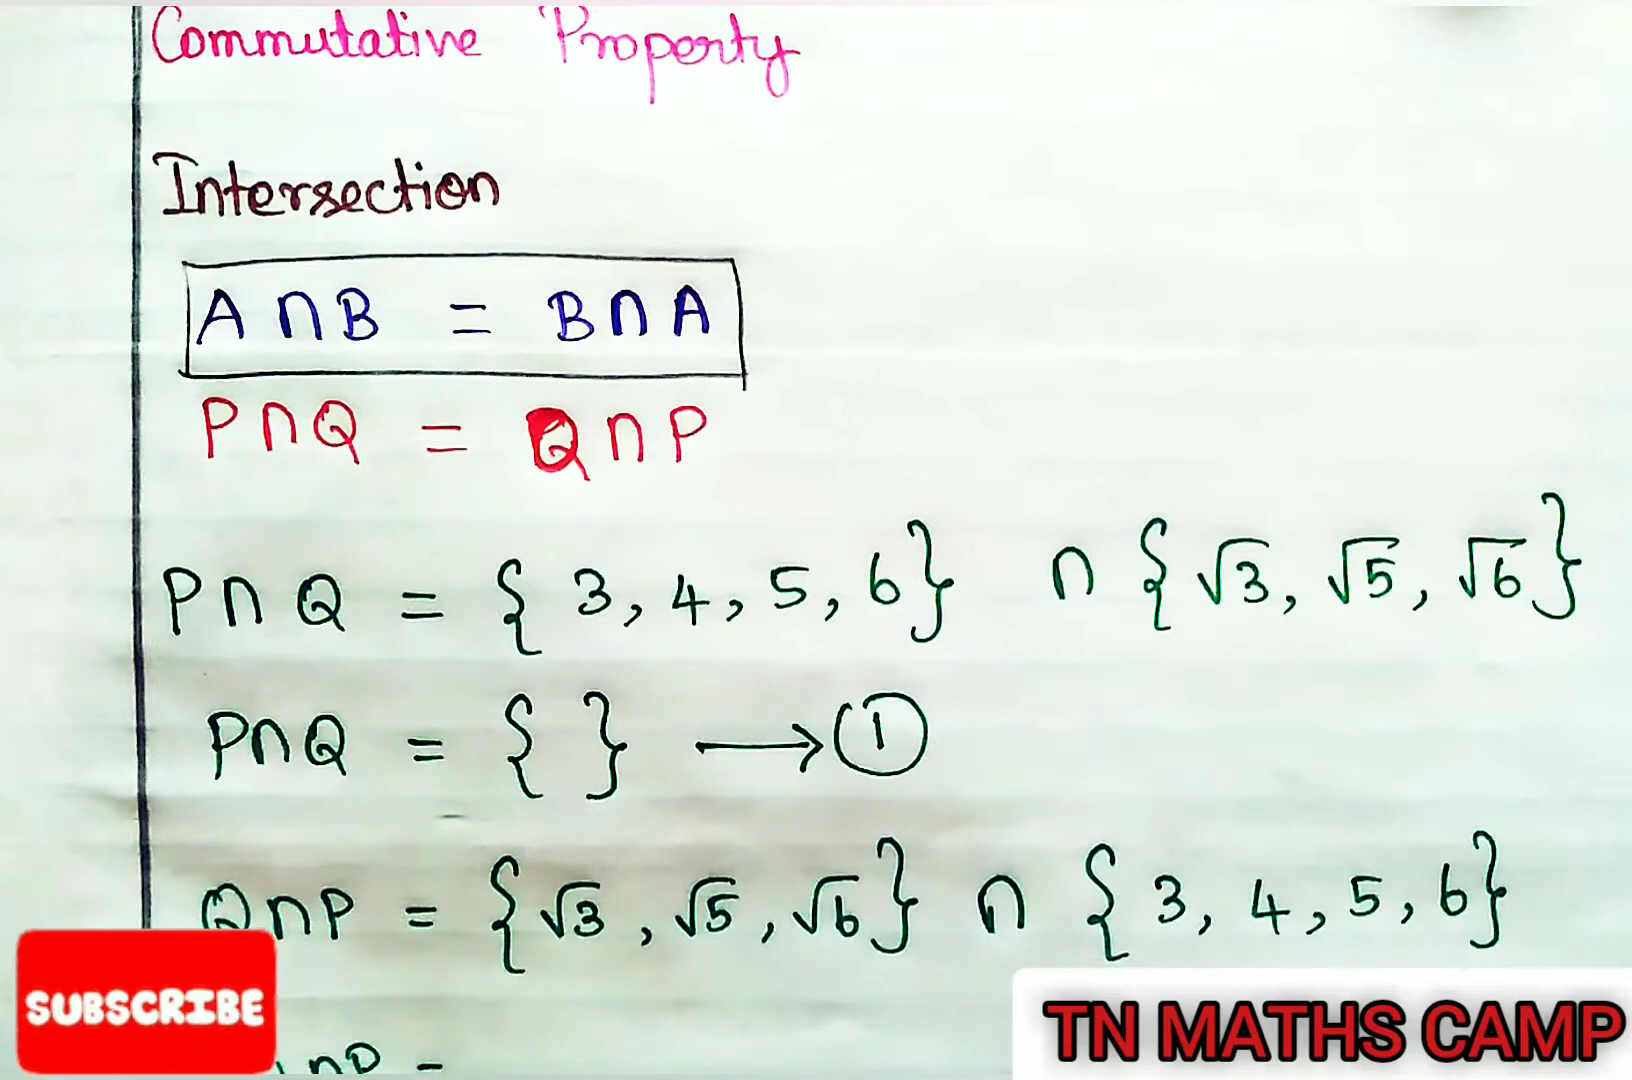 Commutative Property
Intersection
A ∩ B = B ∩ A
P ∩ Q = Q ∩ P
P ∩ Q = { 3, 4, 5, 6 } ∩ { √3, √5, √6 }
P ∩ Q = { } ⟶ ①
Q ∩ P = { √3, √5, √6 } ∩ { 3, 4, 5, 6 }
SUBSCRIBE
TN MATHS CAMP